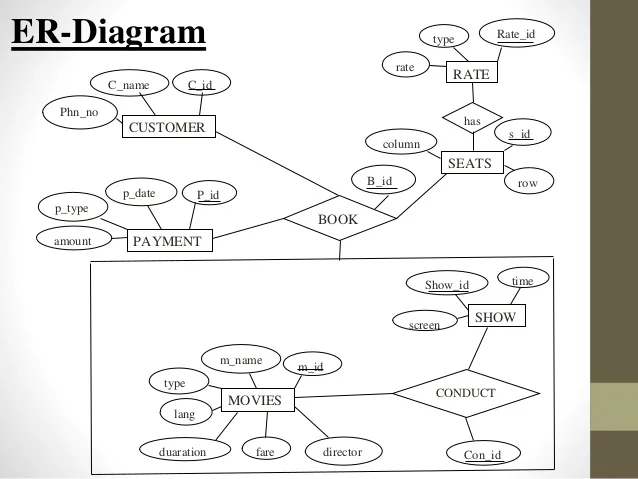 ER-Diagram
type
Rate_id
rate
RATE
C_name
C_id
Phn_no
CUSTOMER
has
s_id
column
SEATS
B_id
row
p_date
P_id
p_type
BOOK
amount
PAYMENT
Show_id
time
screen
SHOW
m_name
m_id
type
lang
MOVIES
CONDUCT
duaration
fare
director
Con_id